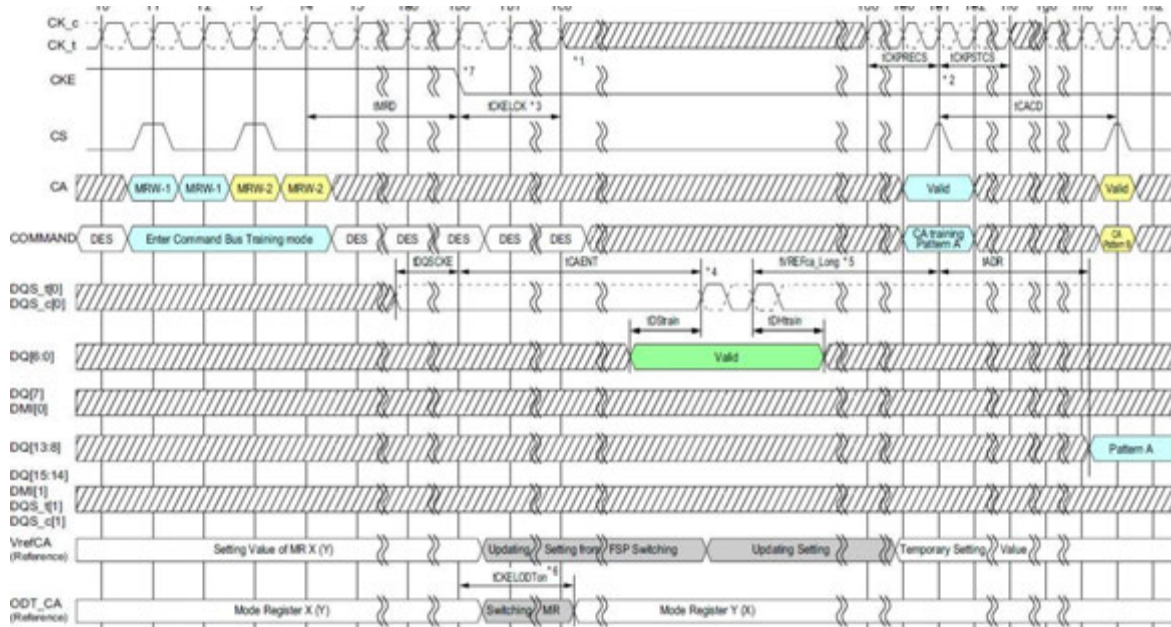 CK_c
CK_t
*1
tCKPRECS
tCKPSTCS
CKE
*7
*2
tMRD
tCKELCK *3
tCACD
CS
CA
MRW-1
MRW-1
MRW-2
MRW-2
Valid
Valid
COMMAND
DES
Enter Command Bus Training mode
DES
DES
DES
DES
DES
CA training
Pattern A
CA
Pattern B
tDQSCKE
tCAENT
tVREFca_Long *5
tADR
*4
DQS_t[0]
DQS_c[0]
tDStrain
tDHtrain
DQ[6:0]
Valid
DQ[7]
DMI[0]
DQ[13:8]
Pattern A
DQ[15:14]
DMI[1]
DQS_t[1]
DQS_c[1]
VrefCA
(Reference)
Setting Value of MR X (Y)
Updating Setting from FSP Switching
Updating Setting
Temporary Setting Value
tCKELODTon *6
ODT_CA
(Reference)
Mode Register X (Y)
Switching MR
Mode Register Y (X)